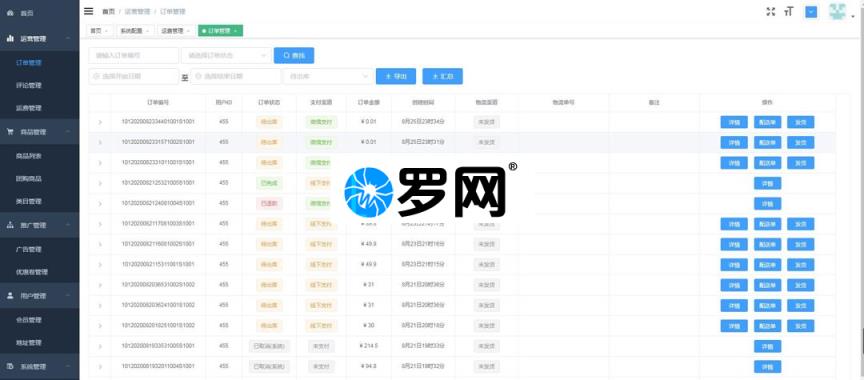 首页
运营管理
订单管理
评论管理
运费管理
商品管理
商品列表
团购商品
类目管理
推广管理
广告管理
优惠卷管理
用户管理
会员管理
地址管理
系统管理
首页 / 运营管理 / 订单管理
首页 系统配置 运费管理 订单管理
请输入订单编号 请选择订单状态 查找
选择开始日期 至 选择结束日期 待出库 导出 汇总
订单编号 用户ID 订单状态 支付渠道 订单金额 创建时间 物流渠道 物流单号 备注 操作
455 待出库 微信支付 ¥ 0.01 8月25日23时34分 未发货 详情 配送单 发货
455 待出库 微信支付 ¥ 0.01 8月25日23时31分 未发货 详情 配送单 发货
455 待出库 微信支付 详情 配送单 发货
455 已完成 线下支付 详情
455 已退款 微信支付 详情
455 待出库 线下支付 未发货 详情 配送单 发货
455 待出库 线下支付 ¥ 49.9 8月23日21时16分 未发货 详情 配送单 发货
455 待出库 线下支付 ¥ 49.9 8月23日21时15分 未发货 详情 配送单 发货
455 待出库 线下支付 ¥ 31 8月21日20时38分 未发货 详情 配送单 发货
455 待出库 线下支付 ¥ 31 8月21日20时36分 未发货 详情 配送单 发货
455 待出库 线下支付 ¥ 30 8月21日20时18分 未发货 详情 配送单 发货
455 已取消(系统) 未支付 ¥ 214.5 8月21日19时33分 未发货 详情
455 已取消(系统) 未支付 ¥ 94.8 8月21日19时32分 未发货 详情
罗网®